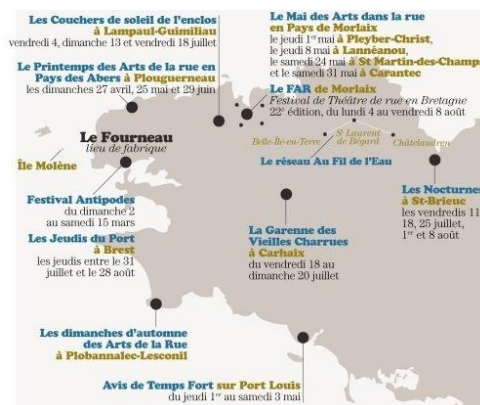 Les Couchers de soleil de l'enclos
à Lampaul-Guimiliau
vendredi 4, dimanche 13 et vendredi 18 juillet
Le Printemps des Arts de la rue en
Pays des Abers à Plouguerneau
les dimanches 27 avril, 25 mai et 29 juin
Le Mai des Arts dans la rue
en Pays de Morlaix
le jeudi 1er mai à Pleyber-Christ,
le jeudi 8 mai à Lannéanou,
le samedi 24 mai à St Martin-des-Champs
et le samedi 31 mai à Carantec
Le FAR de Morlaix
Festival de Théâtre de rue en Bretagne
22e édition, du lundi 4 au vendredi 8 août
Belle-Île-en-Terre
St Laurent
de Bégard
Châtelaudren
Le réseau Au Fil de l'Eau
Le Fourneau
lieu de fabrique
Île Molène
Festival Antipodes
du dimanche 2
au samedi 15 mars
Les Jeudis du Port
à Brest
les jeudis entre le 31
juillet et le 28 août
La Garenne des
Vieilles Charrues
à Carhaix
du vendredi 18 au
dimanche 20 juillet
Les Nocturnes
à St-Brieuc
les vendredis 11,
18, 25 juillet,
1er et 8 août
Les dimanches d'automne
des Arts de la Rue
à Plobannalec-Lesconil
Avis de Temps Fort sur Port Louis
du jeudi 1er au samedi 3 mai